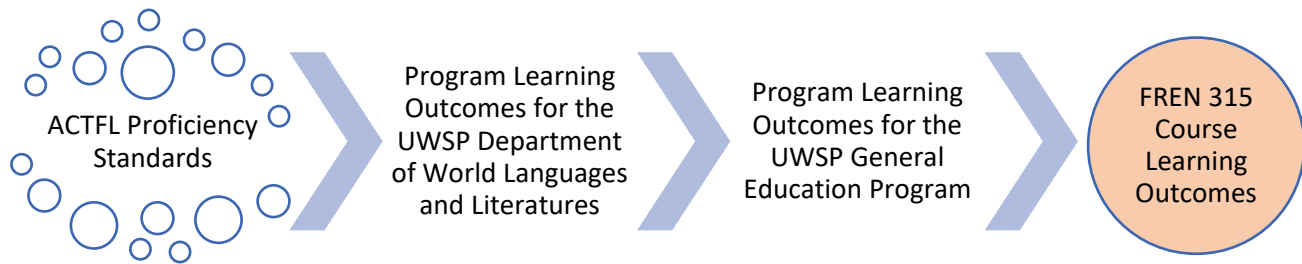 ACTFL Proficiency
Standards
Program Learning
Outcomes for the
UWSP Department
of World Languages
and Literatures
Program Learning
Outcomes for the
UWSP General
Education Program
FREN 315
Course
Learning
Outcomes